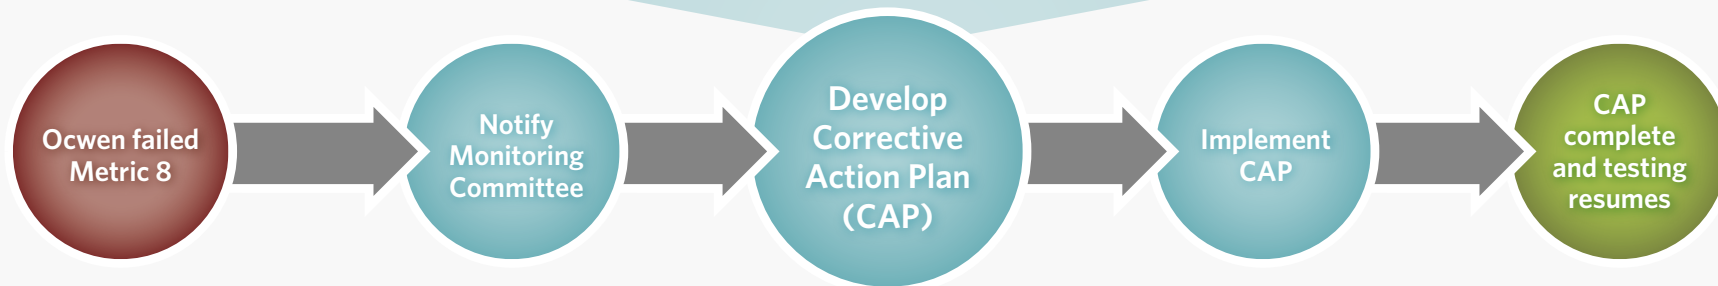 Ocwen failed
Metric 8
Notify
Monitoring
Committee
Develop
Corrective
Action Plan
(CAP)
Implement
CAP
CAP
complete
and testing
resumes